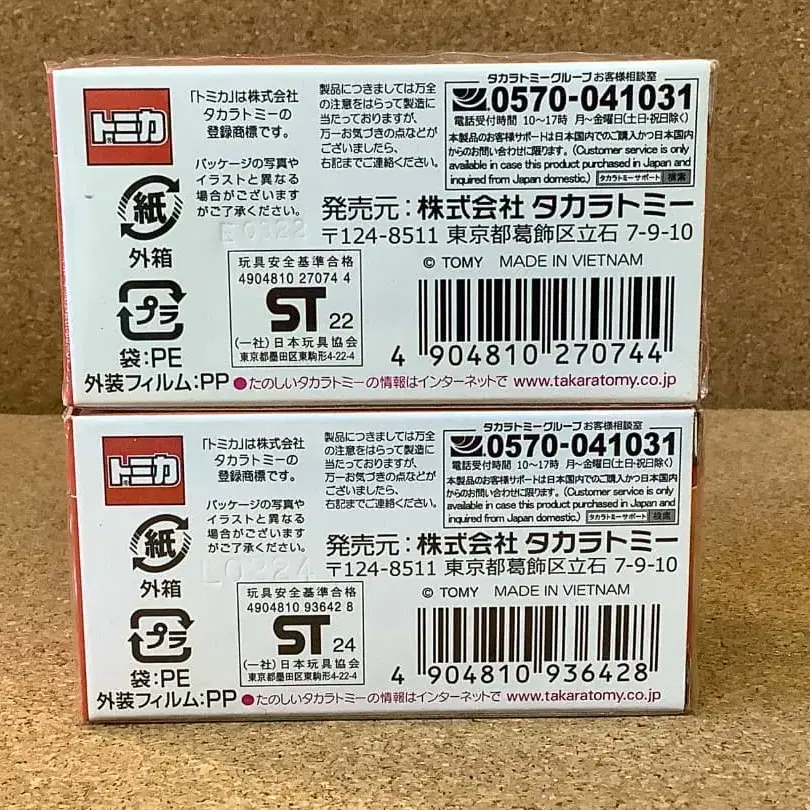 トミカ
「トミカ」は株式会社
タカラトミーの
登録商標です。
パッケージの写真や
イラストと異なる
場合がございます
がご了承ください。
製品につきましては万全
の注意をはらって製造に
当たっておりますが、
万一お気づきの点などが
ございましたら、
右記までご連絡ください。
タカラトミーグループ お客様相談室
0570-041031
電話受付時間 10〜17時 月〜金曜日(土日・祝日除く)
本製品のお客様サポートは日本国内でのご購入かつ日本国内
からのお問い合わせに限ります。(Customer service is only
available in case this product purchased in Japan and
inquired from Japan domestic.) タカラトミーサポート 検索
発売元:株式会社 タカラトミー
〒124-8511 東京都葛飾区立石 7-9-10
© TOMY MADE IN VIETNAM
紙
外箱
プラ
袋:PE
外装フィルム:PP
E0122
玩具安全基準合格
4904810 27074 4
ST 22
(一社)日本玩具協会
東京都墨田区東駒形4-22-4
4 904810 270744
●たのしいタカラトミーの情報はインターネットで www.takaratomy.co.jp
トミカ
「トミカ」は株式会社
タカラトミーの
登録商標です。
パッケージの写真や
イラストと異なる
場合がございます
がご了承ください。
製品につきましては万全
の注意をはらって製造に
当たっておりますが、
万一お気づきの点などが
ございましたら、
右記までご連絡ください。
タカラトミーグループ お客様相談室
0570-041031
電話受付時間 10〜17時 月〜金曜日(土日・祝日除く)
本製品のお客様サポートは日本国内でのご購入かつ日本国内
からのお問い合わせに限ります。(Customer service is only
available in case this product purchased in Japan and
inquired from Japan domestic.) タカラトミーサポート 検索
発売元:株式会社 タカラトミー
〒124-8511 東京都葛飾区立石 7-9-10
© TOMY MADE IN VIETNAM
紙
外箱
プラ
袋:PE
外装フィルム:PP
E0224
玩具安全基準合格
4904810 93642 8
ST 24
(一社)日本玩具協会
東京都墨田区東駒形4-22-4
4 904810 936428
●たのしいタカラトミーの情報はインターネットで www.takaratomy.co.jp